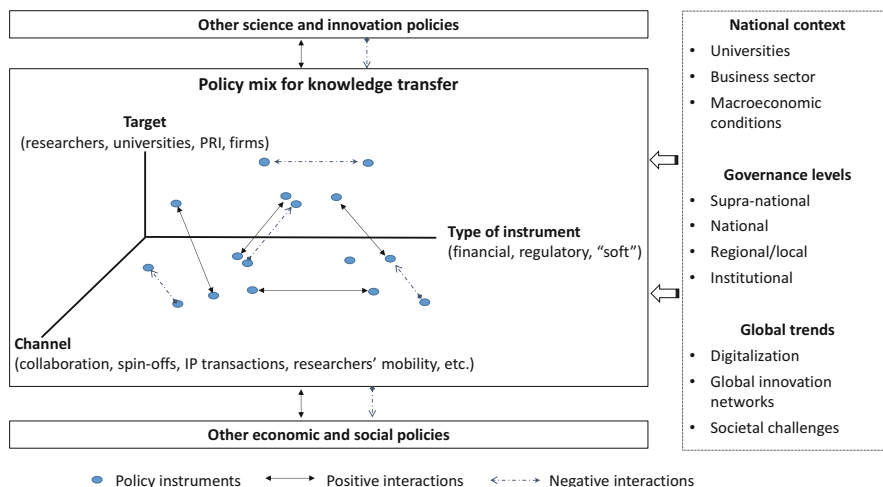 Other science and innovation policies
Policy mix for knowledge transfer
Target
(researchers, universities, PRI, firms)
Type of instrument
(financial, regulatory, “soft”)
Channel
(collaboration, spin-offs, IP transactions, researchers’ mobility, etc.)
Other economic and social policies
National context
• Universities
• Business sector
• Macroeconomic
conditions
Governance levels
• Supra-national
• National
• Regional/local
• Institutional
Global trends
• Digitalization
• Global innovation
networks
• Societal challenges
Policy instruments
Positive interactions
Negative interactions